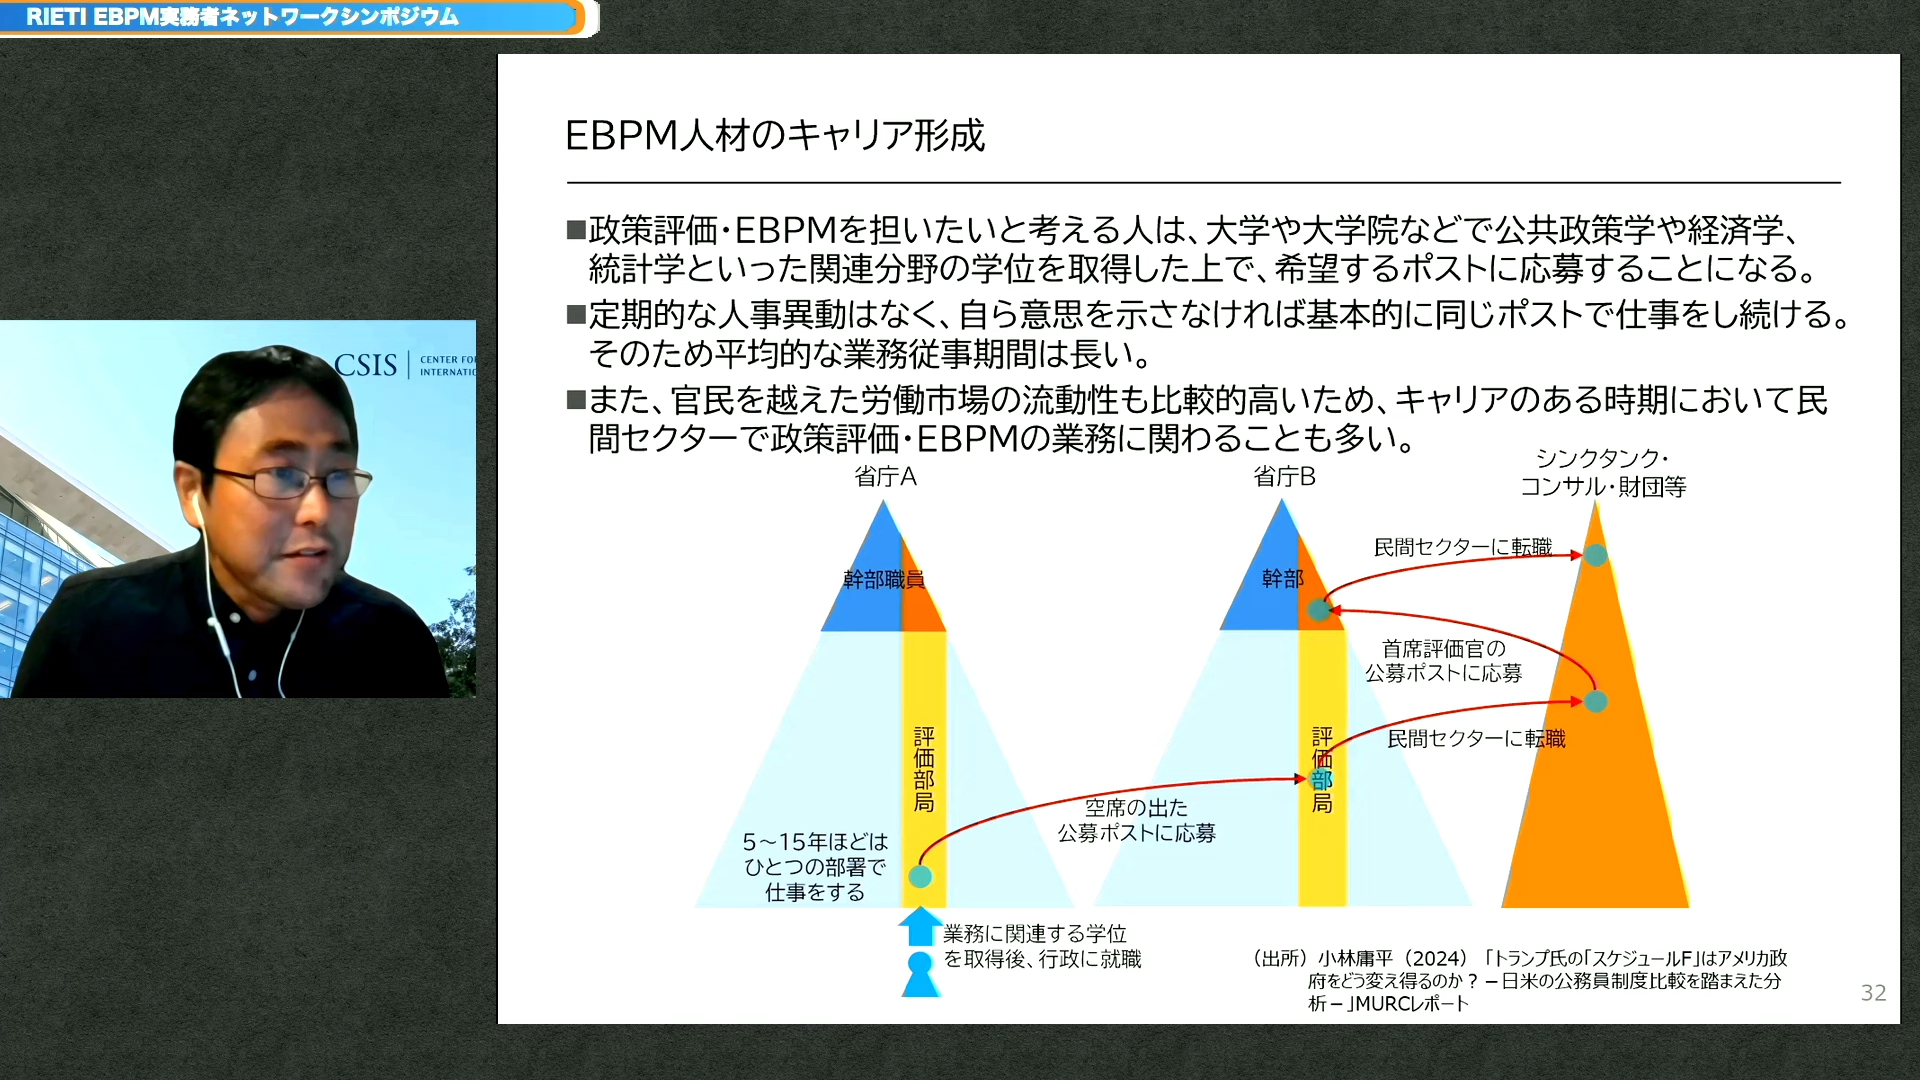 RIETI EBPM実務者ネットワークシンポジウム
CSIS
CENTER FO
INTERNATIO
EBPM人材のキャリア形成
■政策評価・EBPMを担いたいと考える人は、大学や大学院などで公共政策学や経済学、
統計学といった関連分野の学位を取得した上で、希望するポストに応募することになる。
■定期的な人事異動はなく、自ら意思を示さなければ基本的に同じポストで仕事をし続ける。
そのため平均的な業務従事期間は長い。
■また、官民を越えた労働市場の流動性も比較的高いため、キャリアのある時期において民
間セクターで政策評価・EBPMの業務に関わることも多い。
省庁A
省庁B
シンクタンク・
コンサル・財団等
幹部職員
幹部
民間セクターに転職
首席評価官の
公募ポストに応募
民間セクターに転職
評価部局
評価部局
空席の出た
公募ポストに応募
5～15年ほどは
ひとつの部署で
仕事をする
業務に関連する学位
を取得後、行政に就職
（出所）小林庸平（2024）「トランプ氏の「スケジュールF」はアメリカ政
府をどう変え得るのか？－日米の公務員制度比較を踏まえた分
析－」MURCレポート
32